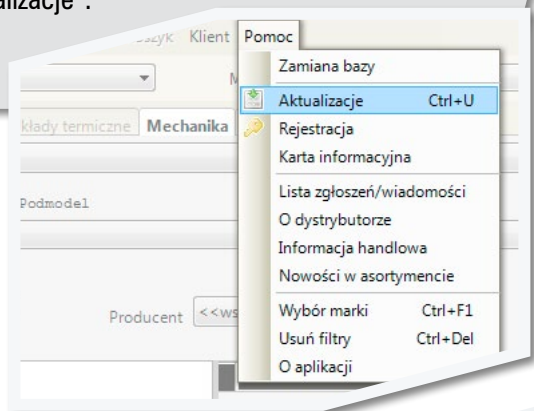 alizacje".
Klient Pomoc
Zamiana bazy
Aktualizacje Ctrl+U
termiczne Mechanika
Rejestracja
Karta informacyjna
Lista zgłoszeń/wiadomości
Podmodel
O dystrybutorze
Informacja handlowa
Nowości w asortymencie
Producent <<ws
Wybór marki Ctrl+F1
Usuń filtry Ctrl+Del
O aplikacji